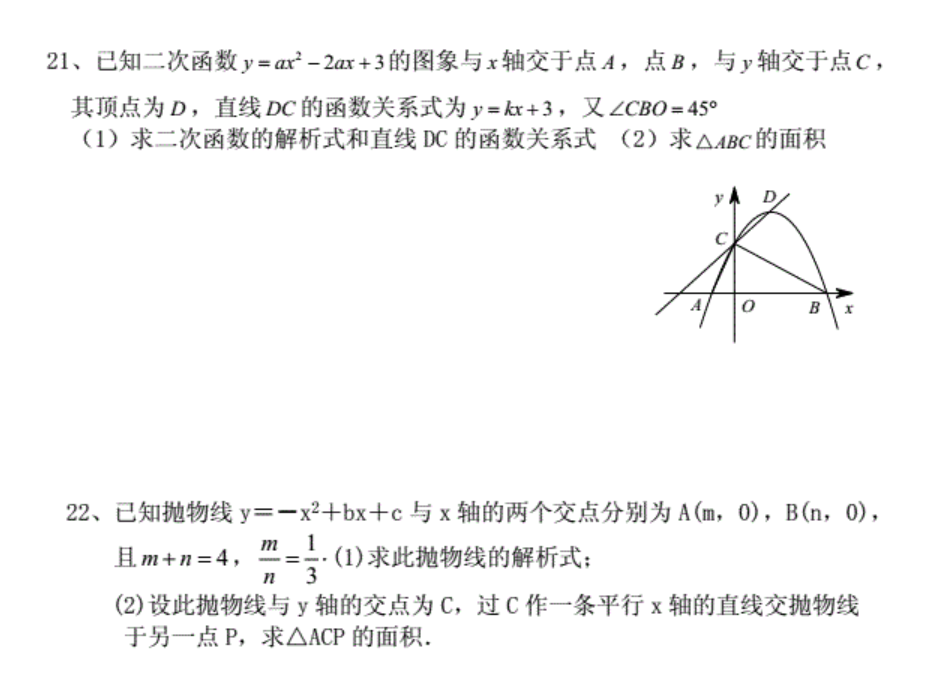 21、已知二次函数 y = ax² − 2ax + 3 的图象与 x 轴交于点 A，点 B，与 y 轴交于点 C，
其顶点为 D，直线 DC 的函数关系式为 y = kx + 3，又 ∠CBO = 45°
（1）求二次函数的解析式和直线 DC 的函数关系式 （2）求 △ABC 的面积
y D
C
A O B x
22、已知抛物线 y＝－x²＋bx＋c 与 x 轴的两个交点分别为 A(m, 0), B(n, 0),
且 m + n = 4， m/n = 1/3. (1)求此抛物线的解析式;
(2)设此抛物线与 y 轴的交点为 C，过 C 作一条平行 x 轴的直线交抛物线
于另一点 P，求△ACP 的面积.